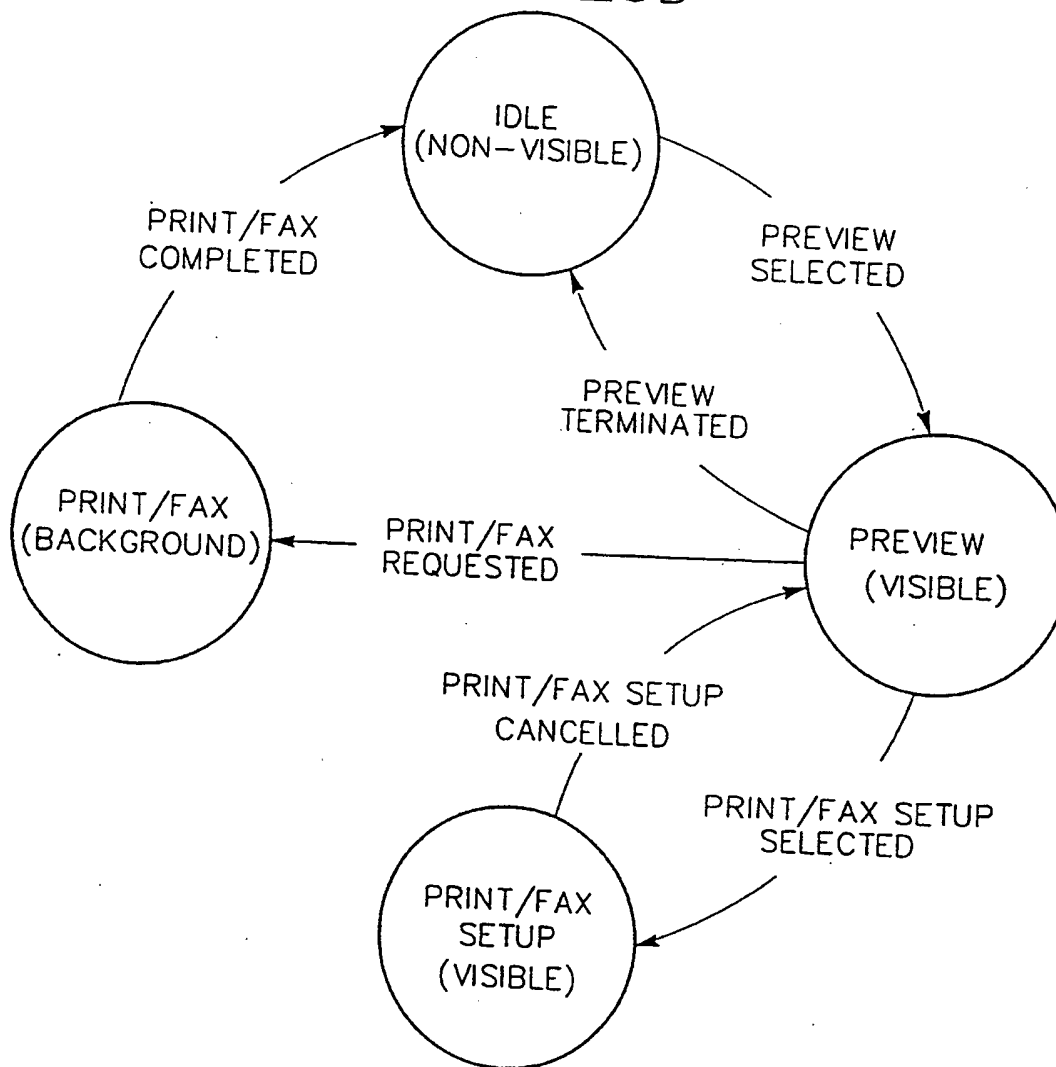 IDLE
(NON-VISIBLE)
PRINT/FAX
COMPLETED
PREVIEW
SELECTED
PREVIEW
TERMINATED
PRINT/FAX
(BACKGROUND)
PRINT/FAX
REQUESTED
PREVIEW
(VISIBLE)
PRINT/FAX SETUP
CANCELLED
PRINT/FAX SETUP
SELECTED
PRINT/FAX
SETUP
(VISIBLE)